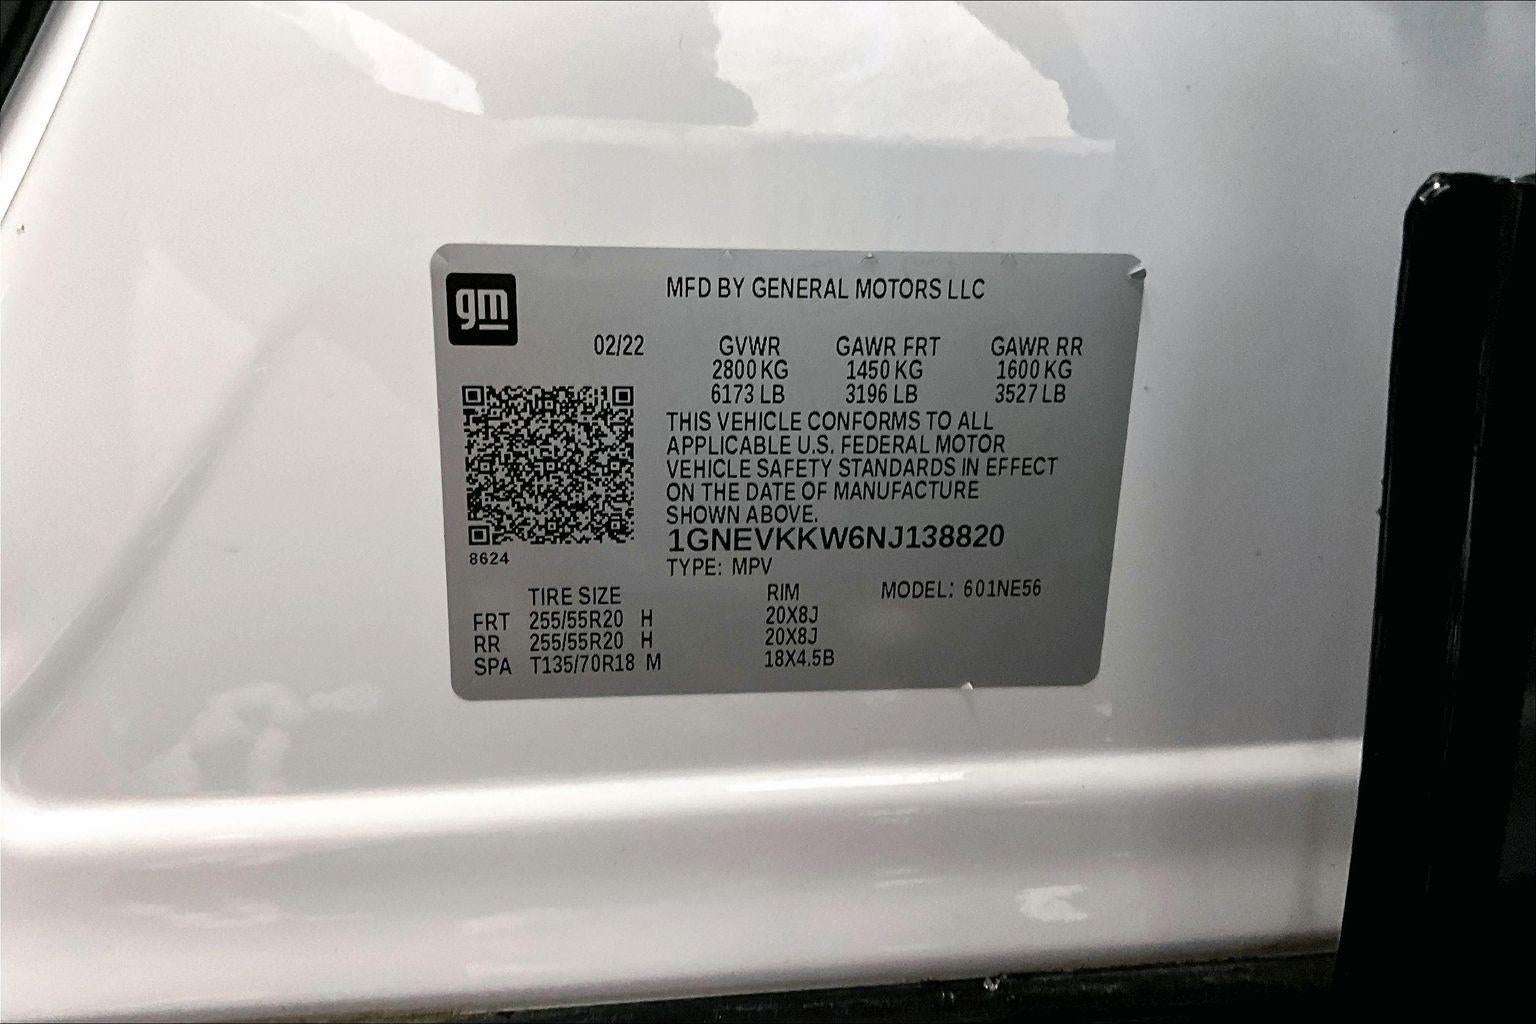 gm
MFD BY GENERAL MOTORS LLC
02/22 GVWR GAWR FRT GAWR RR
2800 KG 1450 KG 1600 KG
6173 LB 3196 LB 3527 LB
THIS VEHICLE CONFORMS TO ALL
APPLICABLE U.S. FEDERAL MOTOR
VEHICLE SAFETY STANDARDS IN EFFECT
ON THE DATE OF MANUFACTURE
SHOWN ABOVE.
1GNEVKKW6NJ138820
8624
TYPE: MPV
TIRE SIZE RIM MODEL: 601NE56
FRT 255/55R20 H 20X8J
RR 255/55R20 H 20X8J
SPA T135/70R18 M 18X4.5B